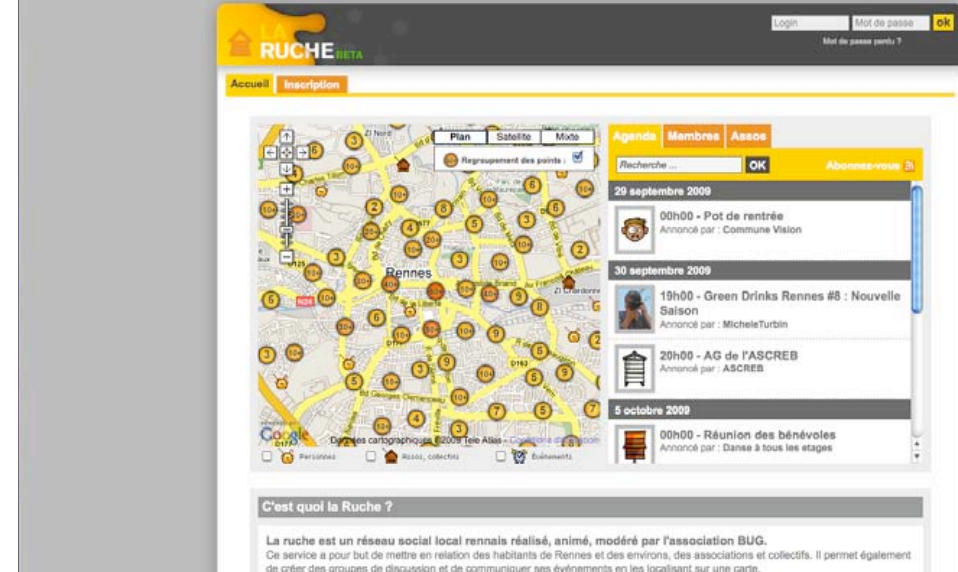 LA
RUCHE BETA
Login
Mot de passe
ok
Mot de passe perdu ?
Accueil
Inscription
Plan
Satellite
Mixte
Regroupement des points :
Rennes
N24
Google
Données cartographiques ©2009 Tele Atlas -
Personnes
Assos, collectifs
Événements
Agenda
Membres
Assos
Recherche ...
OK
Abonnez-vous
29 septembre 2009
00h00 - Pot de rentrée
Annoncé par : Commune Vision
30 septembre 2009
19h00 - Green Drinks Rennes #8 : Nouvelle
Saison
Annoncé par : MicheleTurbin
20h00 - AG de l'ASCREB
Annoncé par : ASCREB
5 octobre 2009
00h00 - Réunion des bénévoles
Annoncé par : Danse à tous les etages
C'est quoi la Ruche ?
La ruche est un réseau social local rennais réalisé, animé, modéré par l'association BUG.
Ce service a pour but de mettre en relation des habitants de Rennes et des environs, des associations et collectifs. Il permet également
de créer des groupes de discussion et de communiquer ses événements en les localisant sur une carte.